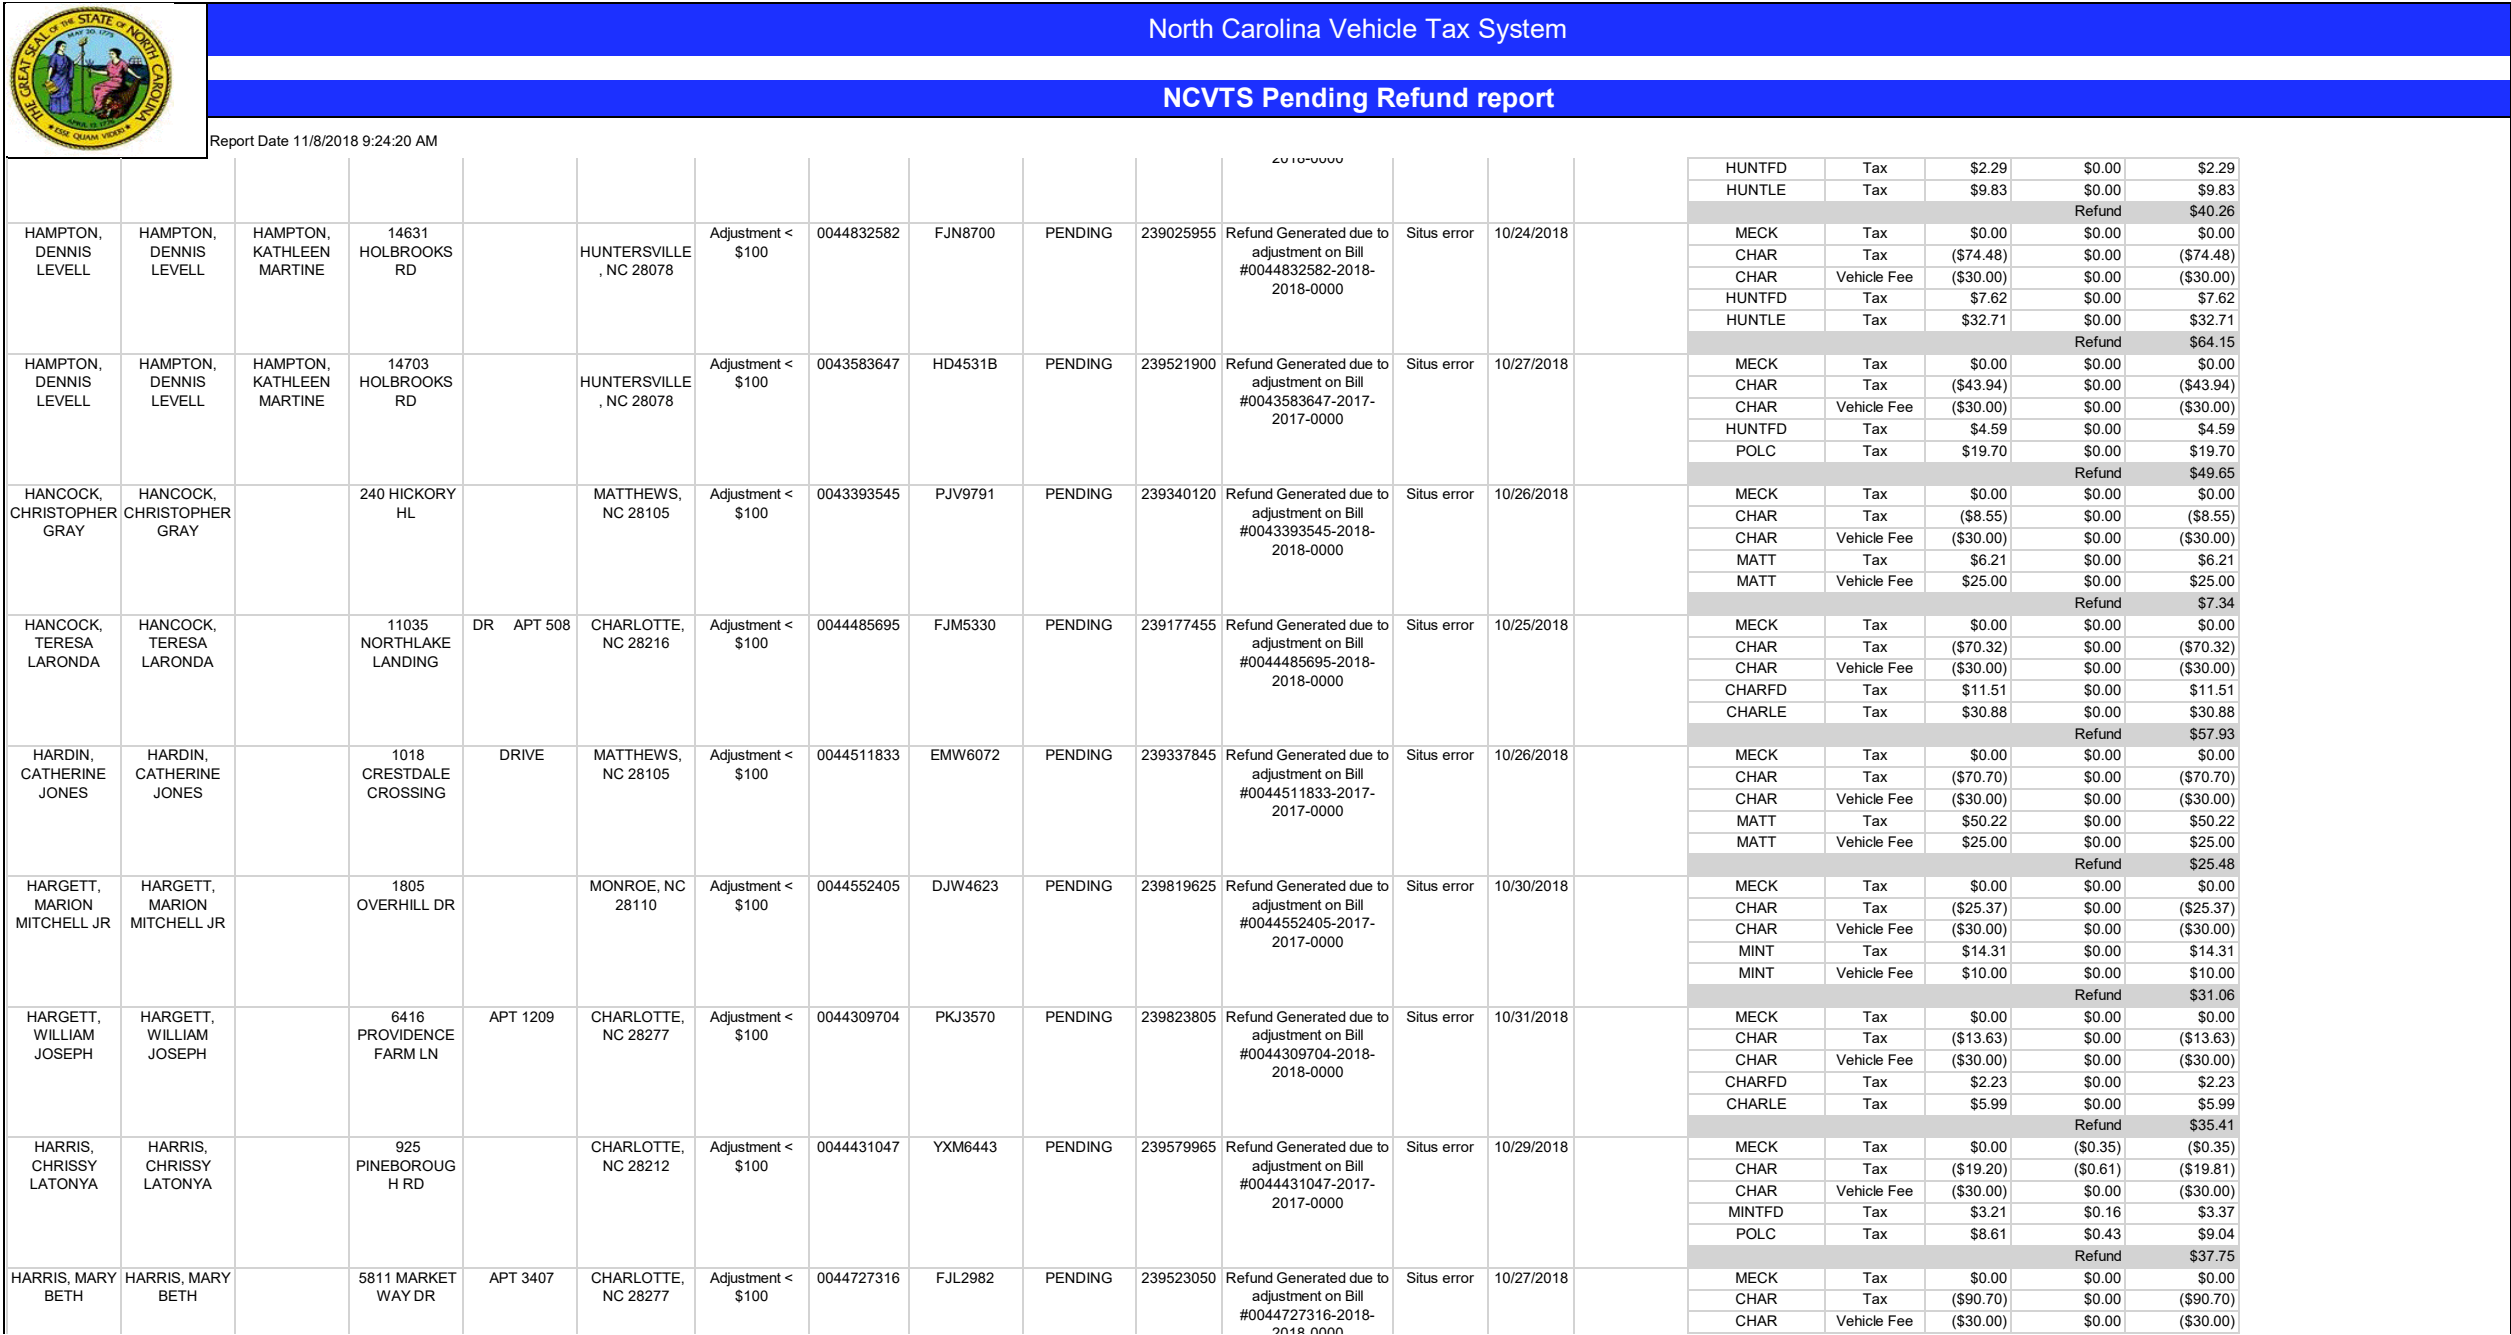 THE GREAT SEAL OF THE STATE OF NORTH CAROLINA
MAY 20, 1775
APRIL 12, 1776
ESSE QUAM VIDERI
North Carolina Vehicle Tax System
NCVTS Pending Refund report
Report Date 11/8/2018 9:24:20 AM
2018-0000
HUNTFD Tax $2.29 $0.00 $2.29
HUNTLE Tax $9.83 $0.00 $9.83
Refund $40.26
HAMPTON, HAMPTON, HAMPTON, 14631 Adjustment < 0044832582 FJN8700 PENDING 239025955 Refund Generated due to Situs error 10/24/2018 MECK Tax $0.00 $0.00 $0.00
DENNIS DENNIS KATHLEEN HOLBROOKS HUNTERSVILLE $100 adjustment on Bill CHAR Tax ($74.48) $0.00 ($74.48)
LEVELL LEVELL MARTINE RD , NC 28078 #0044832582-2018- CHAR Vehicle Fee ($30.00) $0.00 ($30.00)
2018-0000 HUNTFD Tax $7.62 $0.00 $7.62
HUNTLE Tax $32.71 $0.00 $32.71
Refund $64.15
HAMPTON, HAMPTON, HAMPTON, 14703 Adjustment < 0043583647 HD4531B PENDING 239521900 Refund Generated due to Situs error 10/27/2018 MECK Tax $0.00 $0.00 $0.00
DENNIS DENNIS KATHLEEN HOLBROOKS HUNTERSVILLE $100 adjustment on Bill CHAR Tax ($43.94) $0.00 ($43.94)
LEVELL LEVELL MARTINE RD , NC 28078 #0043583647-2017- CHAR Vehicle Fee ($30.00) $0.00 ($30.00)
2017-0000 HUNTFD Tax $4.59 $0.00 $4.59
POLC Tax $19.70 $0.00 $19.70
Refund $49.65
HANCOCK, HANCOCK, 240 HICKORY MATTHEWS, Adjustment < 0043393545 PJV9791 PENDING 239340120 Refund Generated due to Situs error 10/26/2018 MECK Tax $0.00 $0.00 $0.00
CHRISTOPHER CHRISTOPHER HL NC 28105 $100 adjustment on Bill CHAR Tax ($8.55) $0.00 ($8.55)
GRAY GRAY #0043393545-2018- CHAR Vehicle Fee ($30.00) $0.00 ($30.00)
2018-0000 MATT Tax $6.21 $0.00 $6.21
MATT Vehicle Fee $25.00 $0.00 $25.00
Refund $7.34
HANCOCK, HANCOCK, 11035 DR APT 508 CHARLOTTE, Adjustment < 0044485695 FJM5330 PENDING 239177455 Refund Generated due to Situs error 10/25/2018 MECK Tax $0.00 $0.00 $0.00
TERESA TERESA NORTHLAKE NC 28216 $100 adjustment on Bill CHAR Tax ($70.32) $0.00 ($70.32)
LARONDA LARONDA LANDING #0044485695-2018- CHAR Vehicle Fee ($30.00) $0.00 ($30.00)
2018-0000 CHARFD Tax $11.51 $0.00 $11.51
CHARLE Tax $30.88 $0.00 $30.88
Refund $57.93
HARDIN, HARDIN, 1018 DRIVE MATTHEWS, Adjustment < 0044511833 EMW6072 PENDING 239337845 Refund Generated due to Situs error 10/26/2018 MECK Tax $0.00 $0.00 $0.00
CATHERINE CATHERINE CRESTDALE NC 28105 $100 adjustment on Bill CHAR Tax ($70.70) $0.00 ($70.70)
JONES JONES CROSSING #0044511833-2017- CHAR Vehicle Fee ($30.00) $0.00 ($30.00)
2017-0000 MATT Tax $50.22 $0.00 $50.22
MATT Vehicle Fee $25.00 $0.00 $25.00
Refund $25.48
HARGETT, HARGETT, 1805 MONROE, NC Adjustment < 0044552405 DJW4623 PENDING 239819625 Refund Generated due to Situs error 10/30/2018 MECK Tax $0.00 $0.00 $0.00
MARION MARION OVERHILL DR 28110 $100 adjustment on Bill CHAR Tax ($25.37) $0.00 ($25.37)
MITCHELL JR MITCHELL JR #0044552405-2017- CHAR Vehicle Fee ($30.00) $0.00 ($30.00)
2017-0000 MINT Tax $14.31 $0.00 $14.31
MINT Vehicle Fee $10.00 $0.00 $10.00
Refund $31.06
HARGETT, HARGETT, 6416 APT 1209 CHARLOTTE, Adjustment < 0044309704 PKJ3570 PENDING 239823805 Refund Generated due to Situs error 10/31/2018 MECK Tax $0.00 $0.00 $0.00
WILLIAM WILLIAM PROVIDENCE NC 28277 $100 adjustment on Bill CHAR Tax ($13.63) $0.00 ($13.63)
JOSEPH JOSEPH FARM LN #0044309704-2018- CHAR Vehicle Fee ($30.00) $0.00 ($30.00)
2018-0000 CHARFD Tax $2.23 $0.00 $2.23
CHARLE Tax $5.99 $0.00 $5.99
Refund $35.41
HARRIS, HARRIS, 925 CHARLOTTE, Adjustment < 0044431047 YXM6443 PENDING 239579965 Refund Generated due to Situs error 10/29/2018 MECK Tax $0.00 ($0.35) ($0.35)
CHRISSY CHRISSY PINEBOROUG NC 28212 $100 adjustment on Bill CHAR Tax ($19.20) ($0.61) ($19.81)
LATONYA LATONYA H RD #0044431047-2017- CHAR Vehicle Fee ($30.00) $0.00 ($30.00)
2017-0000 MINTFD Tax $3.21 $0.16 $3.37
POLC Tax $8.61 $0.43 $9.04
Refund $37.75
HARRIS, MARY HARRIS, MARY 5811 MARKET APT 3407 CHARLOTTE, Adjustment < 0044727316 FJL2982 PENDING 239523050 Refund Generated due to Situs error 10/27/2018 MECK Tax $0.00 $0.00 $0.00
BETH BETH WAY DR NC 28277 $100 adjustment on Bill CHAR Tax ($90.70) $0.00 ($90.70)
#0044727316-2018- CHAR Vehicle Fee ($30.00) $0.00 ($30.00)
2018-0000